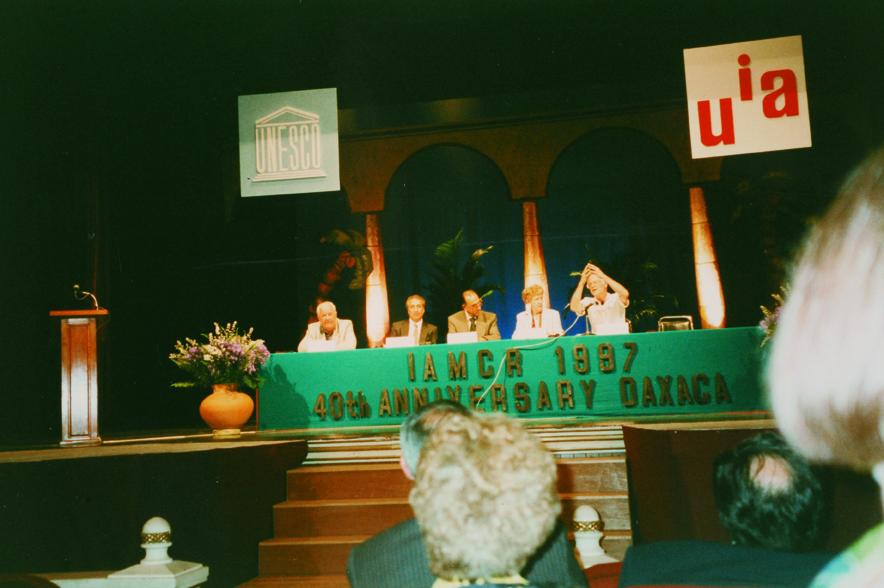 UNESCO
uia
IAMCR 1997
40th ANNIVERSARY OAXACA